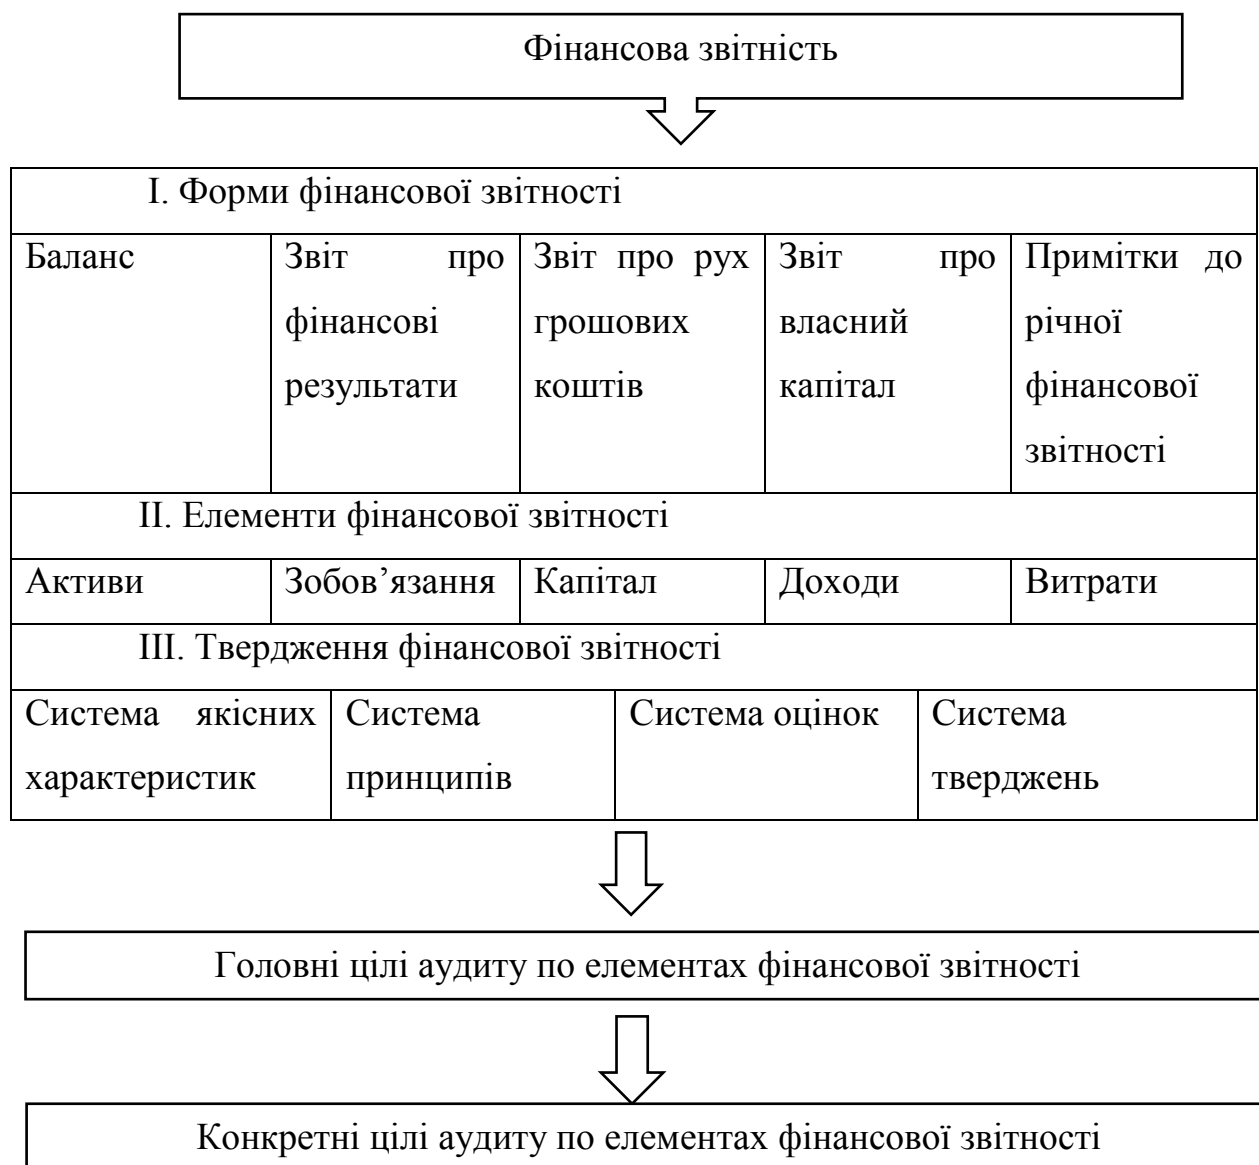 Фінансова звітність
І. Форми фінансової звітності
Баланс
Звіт про
фінансові
результати
Звіт про рух
грошових
коштів
Звіт про
власний
капітал
Примітки до
річної
фінансової
звітності
ІІ. Елементи фінансової звітності
Активи
Зобов’язання
Капітал
Доходи
Витрати
ІІІ. Твердження фінансової звітності
Система якісних
характеристик
Система
принципів
Система оцінок
Система
тверджень
Головні цілі аудиту по елементах фінансової звітності
Конкретні цілі аудиту по елементах фінансової звітності